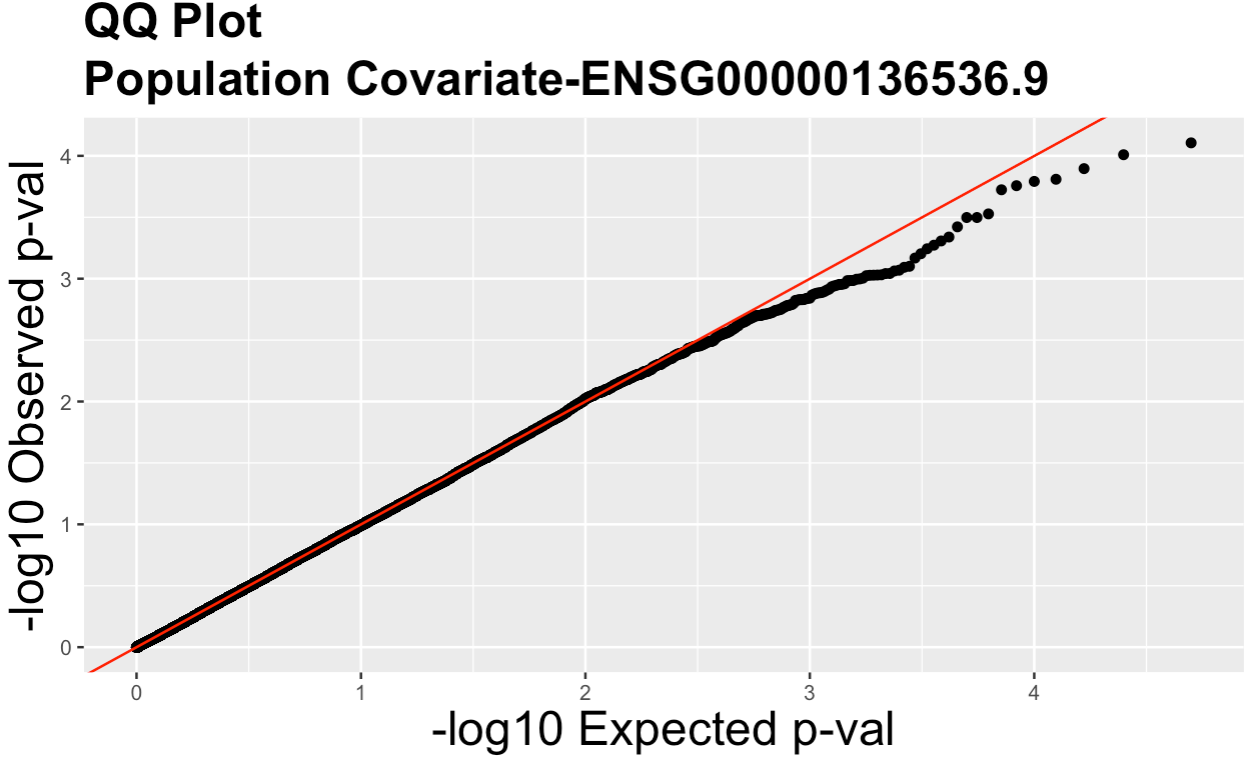 QQ Plot
Population Covariate-ENSG00000136536.9
-log10 Observed p-val
4
3
2
1
0
0 1 2 3 4
-log10 Expected p-val